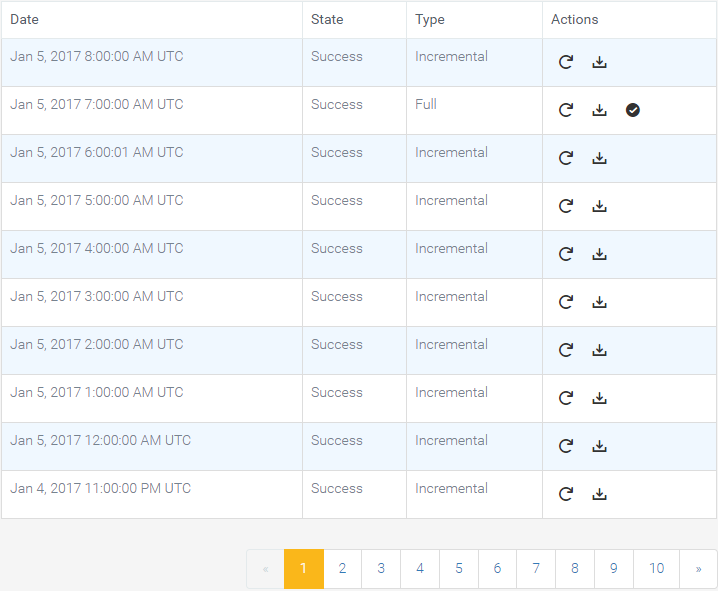 Date State Type Actions
Jan 5, 2017 8:00:00 AM UTC Success Incremental
Jan 5, 2017 7:00:00 AM UTC Success Full
Jan 5, 2017 6:00:01 AM UTC Success Incremental
Jan 5, 2017 5:00:00 AM UTC Success Incremental
Jan 5, 2017 4:00:00 AM UTC Success Incremental
Jan 5, 2017 3:00:00 AM UTC Success Incremental
Jan 5, 2017 2:00:00 AM UTC Success Incremental
Jan 5, 2017 1:00:00 AM UTC Success Incremental
Jan 5, 2017 12:00:00 AM UTC Success Incremental
Jan 4, 2017 11:00:00 PM UTC Success Incremental
« 1 2 3 4 5 6 7 8 9 10 »